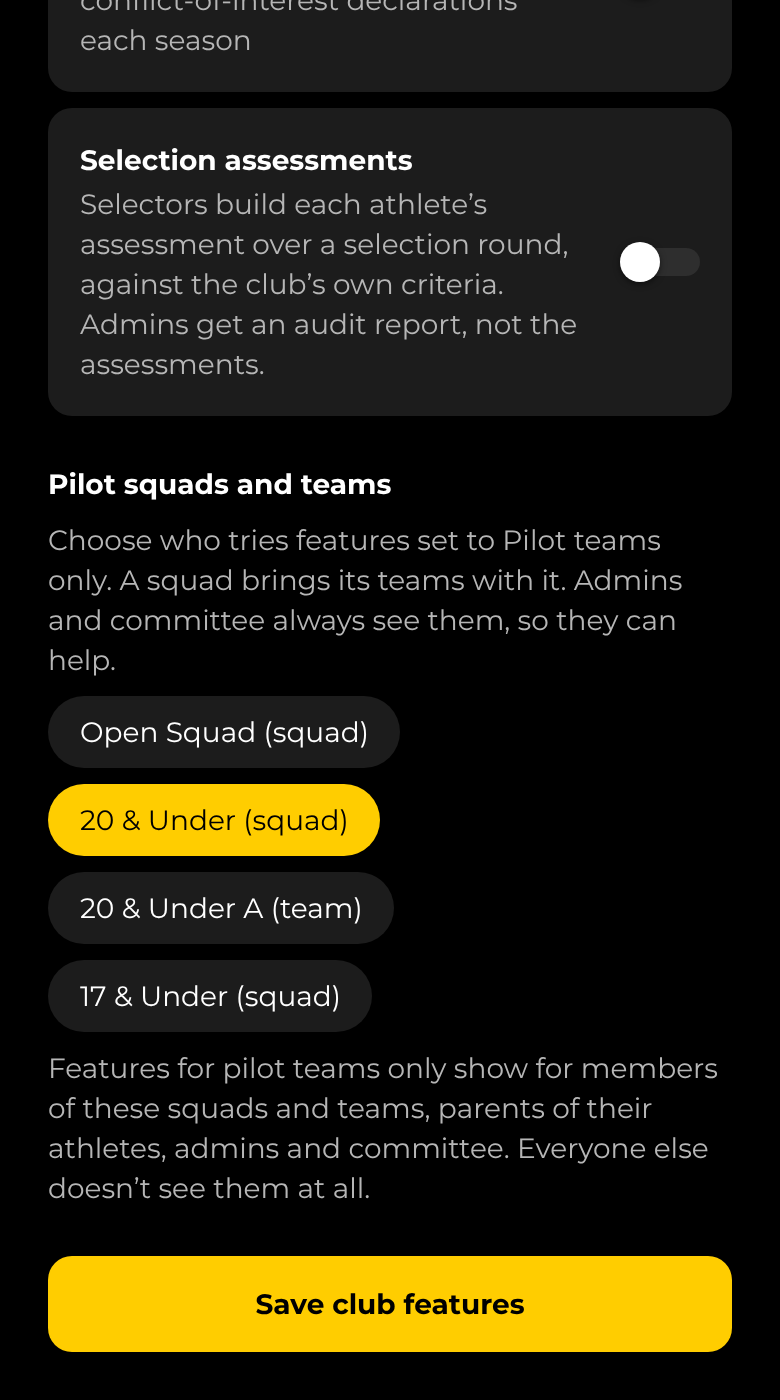 conflict-of-interest declarations
each season
Selection assessments
Selectors build each athlete’s
assessment over a selection round,
against the club’s own criteria.
Admins get an audit report, not the
assessments.
Pilot squads and teams
Choose who tries features set to Pilot teams
only. A squad brings its teams with it. Admins
and committee always see them, so they can
help.
Open Squad (squad)
20 & Under (squad)
20 & Under A (team)
17 & Under (squad)
Features for pilot teams only show for members
of these squads and teams, parents of their
athletes, admins and committee. Everyone else
doesn’t see them at all.
Save club features